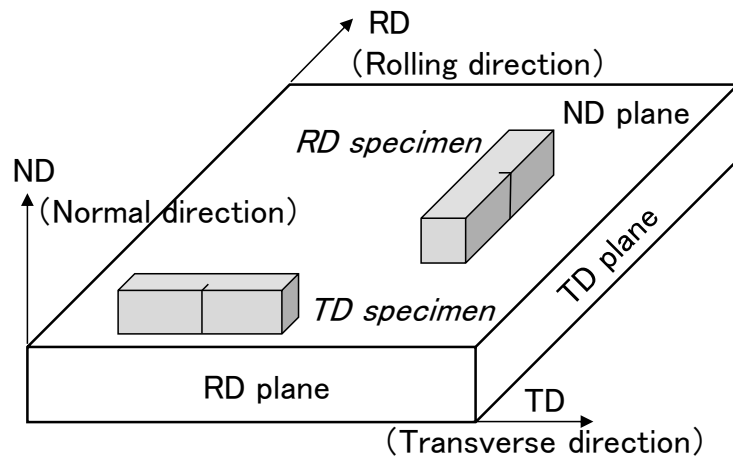 RD
（Rolling direction）
ND plane
RD specimen
ND
（Normal direction）
TD plane
TD specimen
RD plane
TD
（Transverse direction）